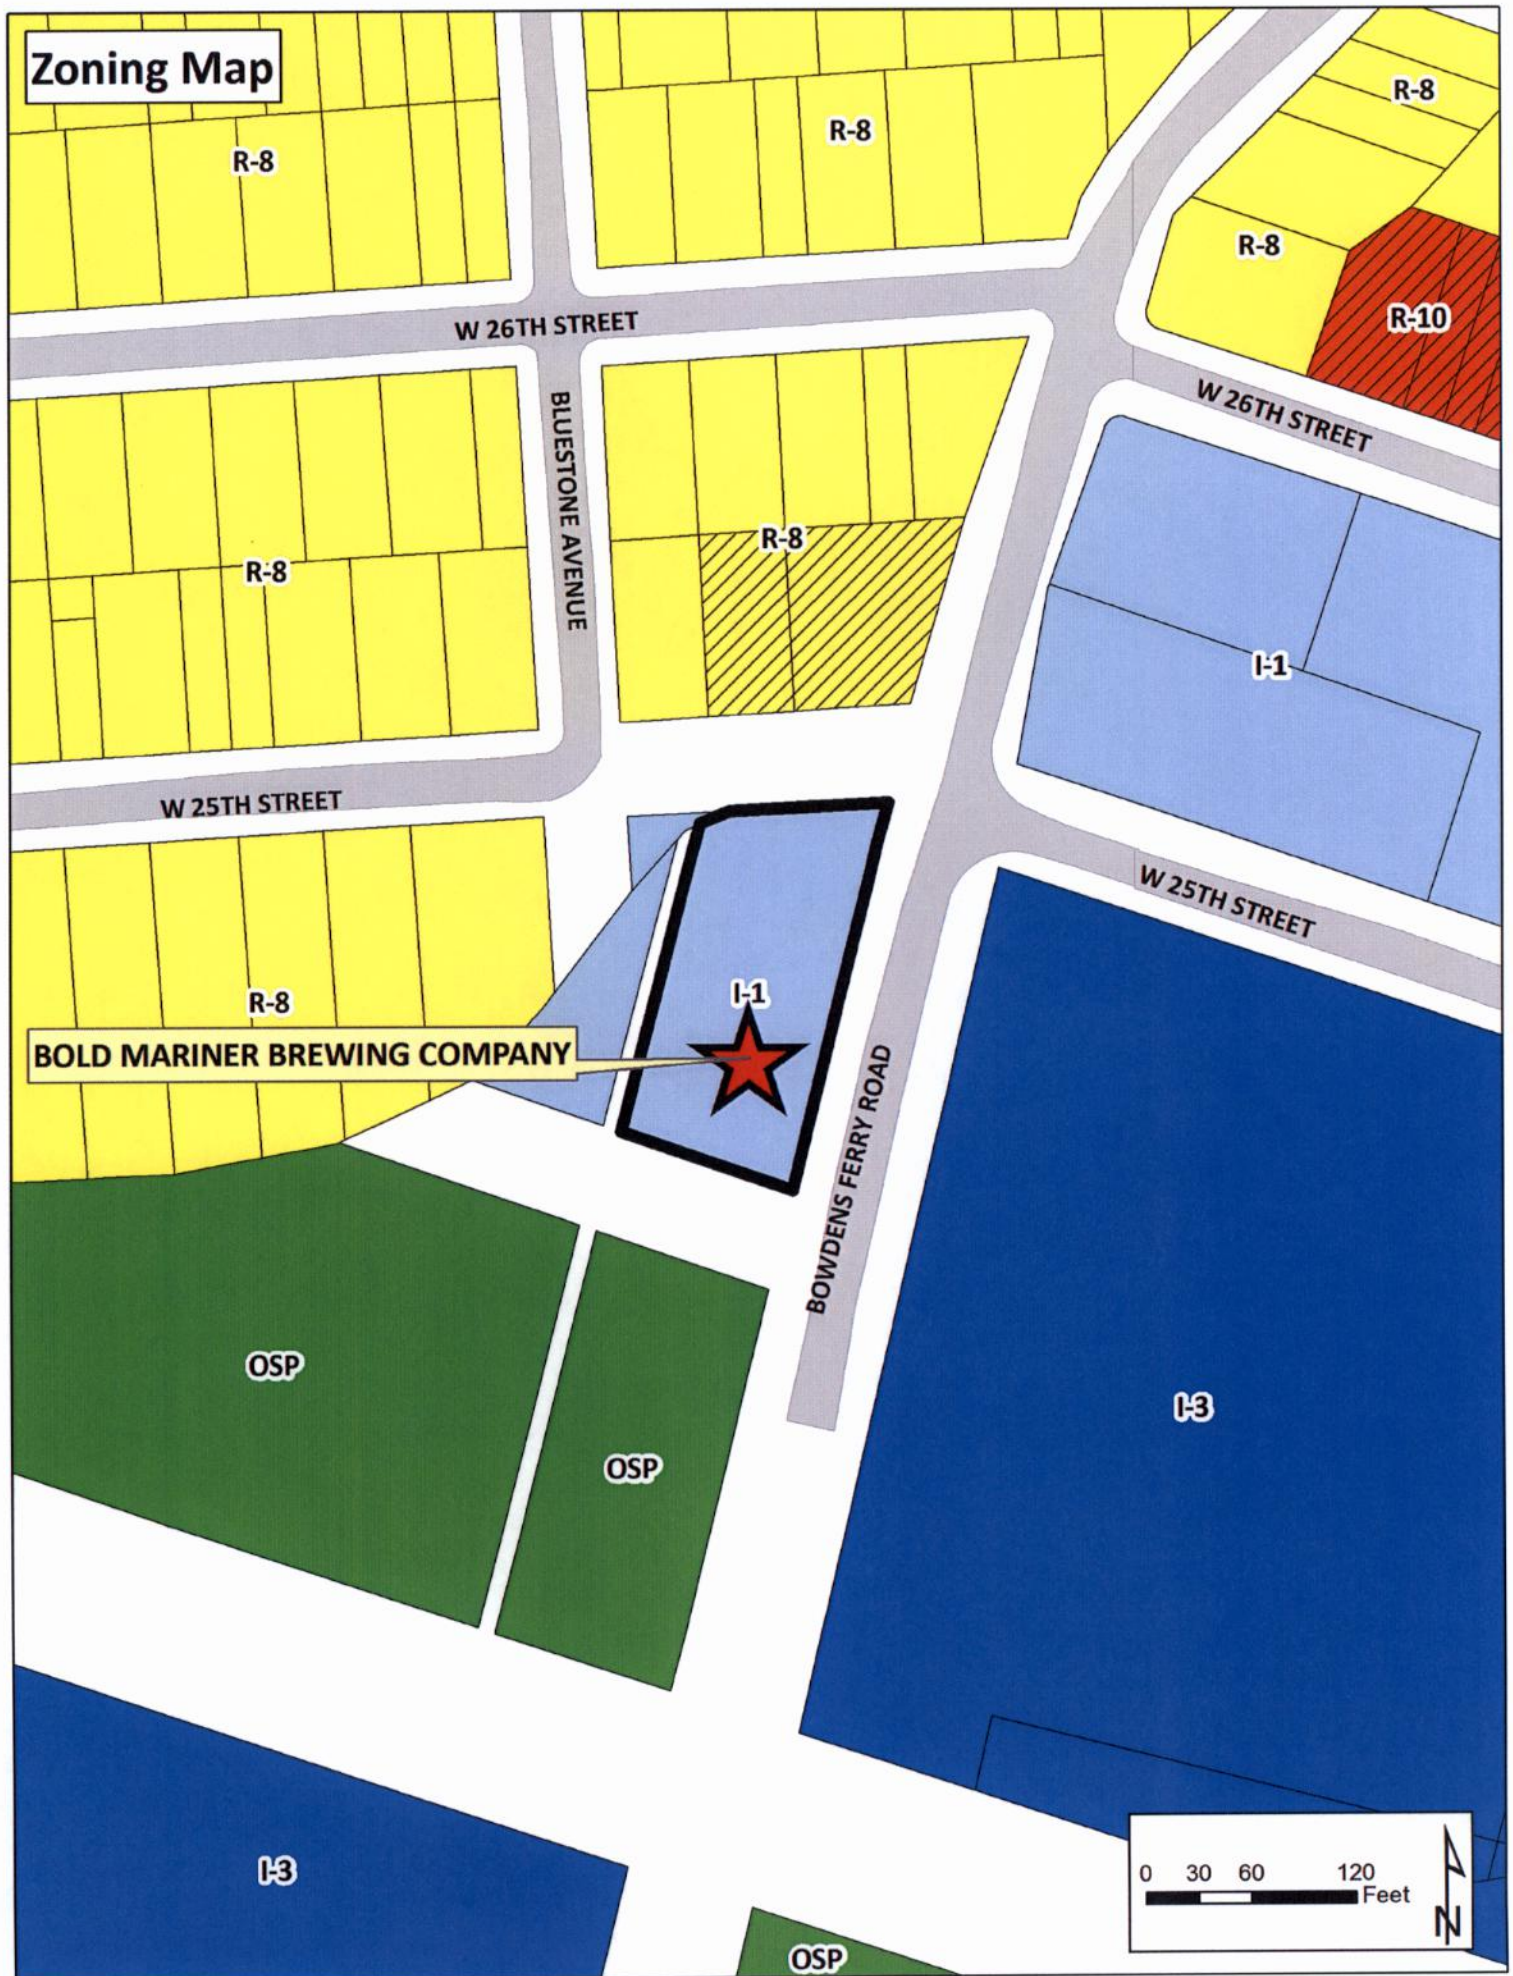 Zoning Map
R-8
R-8
R-8
R-8
R-10
W 26TH STREET
W 26TH STREET
BLUESTONE AVENUE
R-8
R-8
I-1
W 25TH STREET
W 25TH STREET
I-1
R-8
BOLD MARINER BREWING COMPANY
BOWDENS FERRY ROAD
OSP
OSP
I-3
I-3
OSP
0 30 60 120
Feet
N